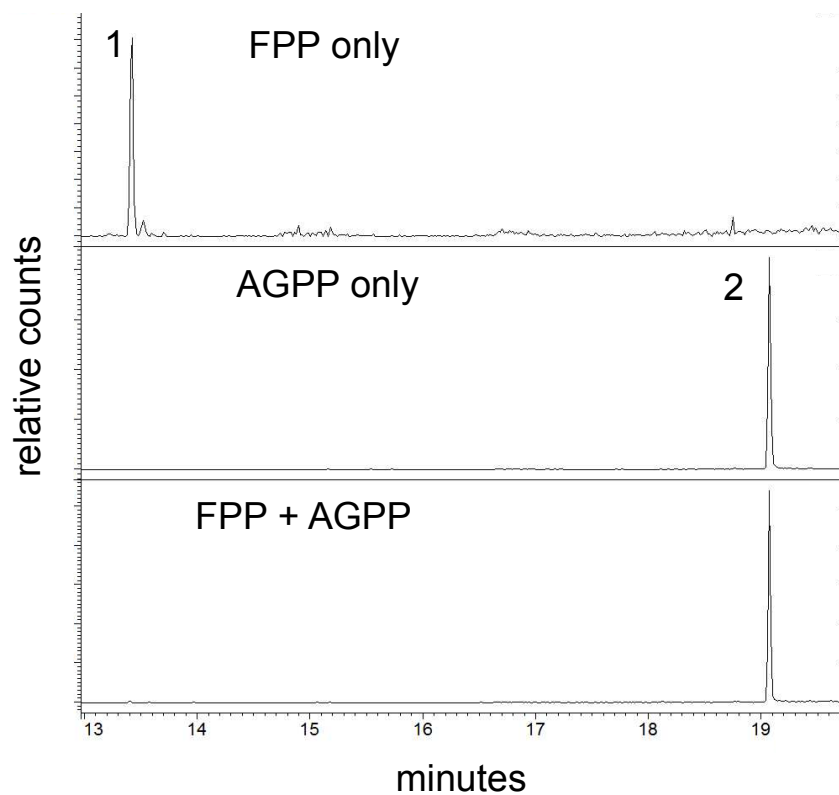 1
FPP only
AGPP only
2
FPP + AGPP
relative counts
13 14 15 16 17 18 19
minutes